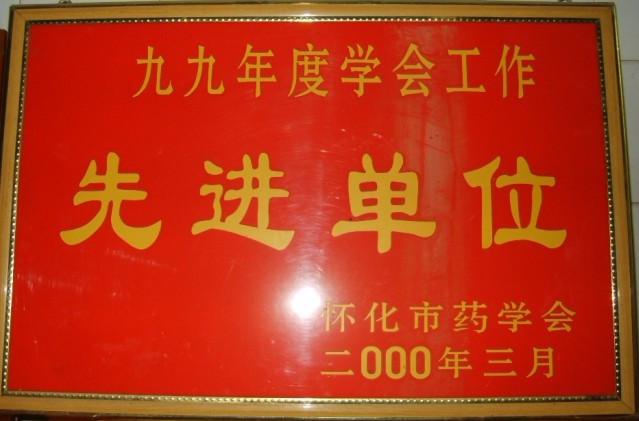 九九年度学会工作
先进单位
怀化市药学会
二000年三月